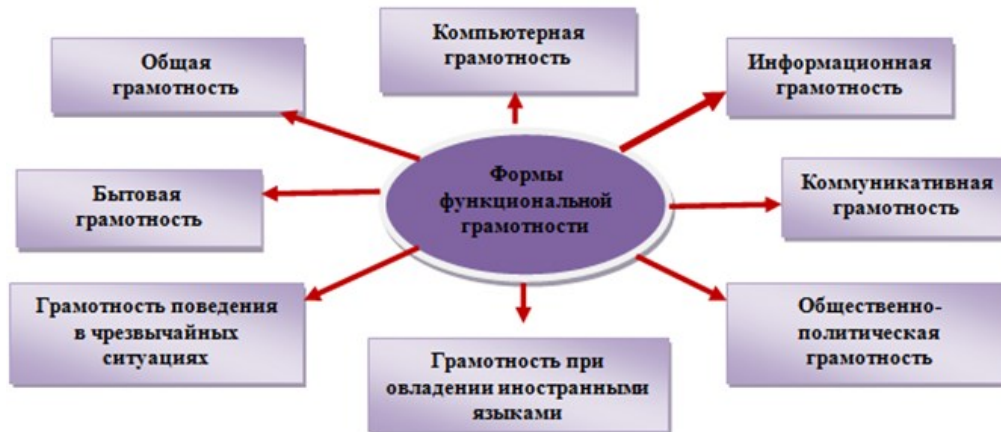 Компьютерная
грамотность
Общая
грамотность
Информационная
грамотность
Формы
функциональной
грамотности
Бытовая
грамотность
Коммуникативная
грамотность
Грамотность поведения
в чрезвычайных
ситуациях
Общественно-
политическая
грамотность
Грамотность при
овладении иностранными
языками